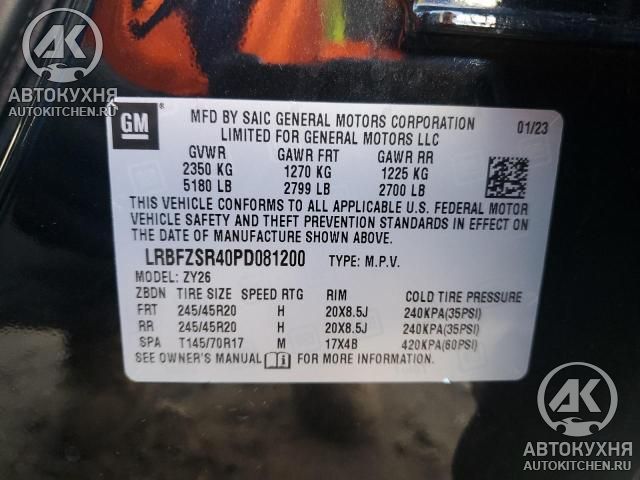 АК
АВТОКУХНЯ
AUTOKITCHEN.RU
GM
MFD BY SAIC GENERAL MOTORS CORPORATION
LIMITED FOR GENERAL MOTORS LLC
01/23
GVWR GAWR FRT GAWR RR
2350 KG 1270 KG 1225 KG
5180 LB 2799 LB 2700 LB
THIS VEHICLE CONFORMS TO ALL APPLICABLE U.S. FEDERAL MOTOR
VEHICLE SAFETY AND THEFT PREVENTION STANDARDS IN EFFECT ON
THE DATE OF MANUFACTURE SHOWN ABOVE.
LRBFZSR40PD081200 TYPE: M.P.V.
MODEL: ZY26
ZBDN TIRE SIZE SPEED RTG RIM COLD TIRE PRESSURE
FRT 245/45R20 H 20X8.5J 240KPA(35PSI)
RR 245/45R20 H 20X8.5J 240KPA(35PSI)
SPA T145/70R17 M 17X4B 420KPA(60PSI)
SEE OWNER'S MANUAL FOR MORE INFORMATION.
АК
АВТОКУХНЯ
AUTOKITCHEN.RU